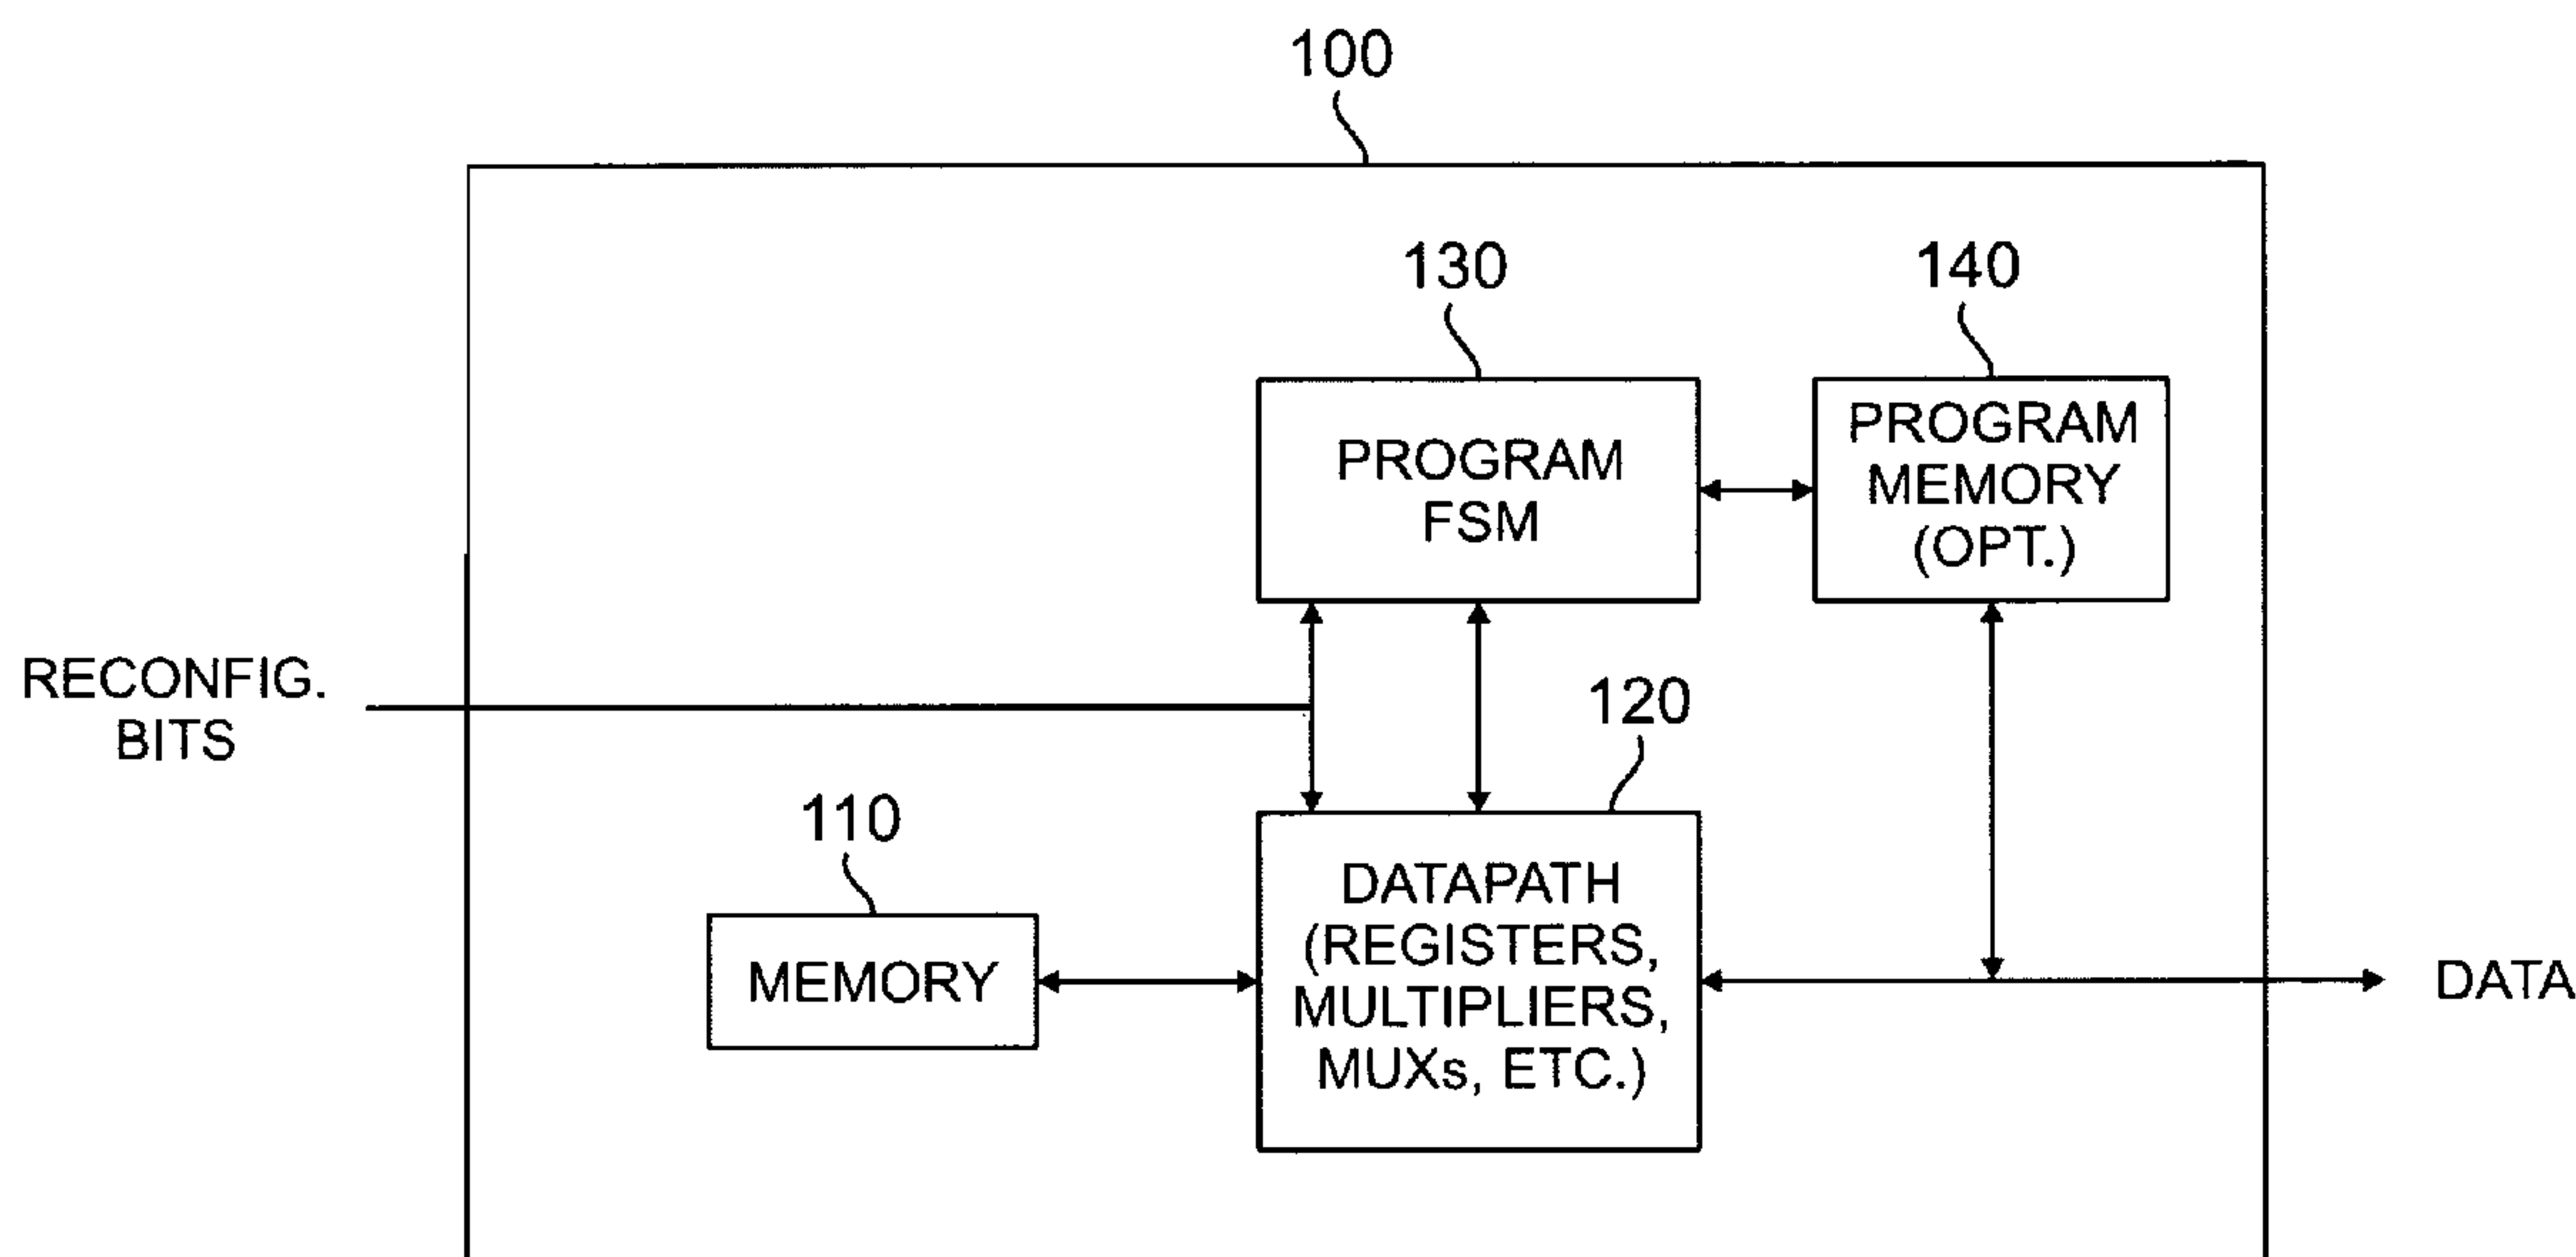 100
130
140
PROGRAM
FSM
PROGRAM
MEMORY
(OPT.)
RECONFIG.
BITS
120
110
MEMORY
DATAPATH
(REGISTERS,
MULTIPLIERS,
MUXs, ETC.)
DATA